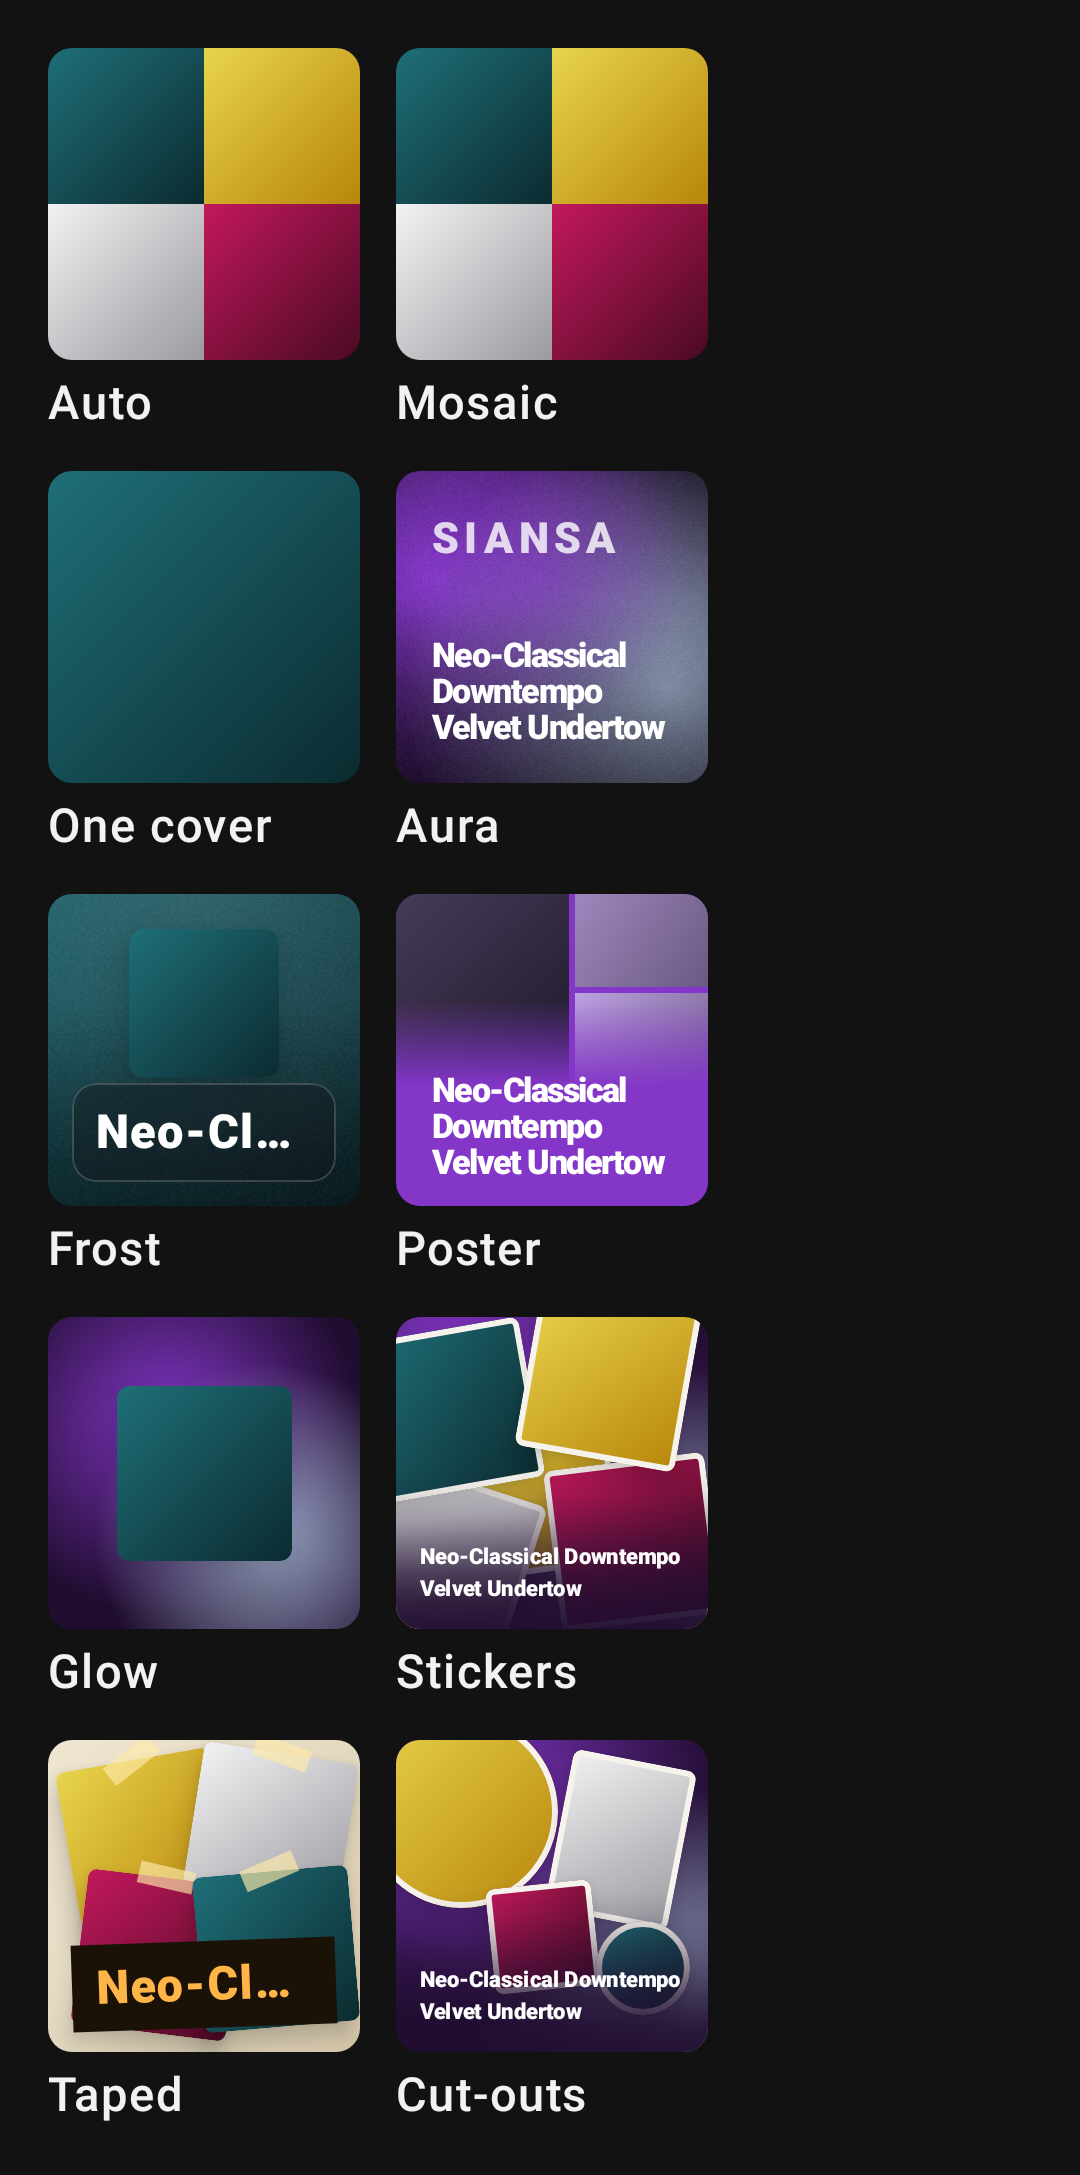 Auto
Mosaic
SIANSA
Neo-Classical
Downtempo
Velvet Undertow
One cover
Aura
Neo-Cl...
Neo-Classical
Downtempo
Velvet Undertow
Frost
Poster
Neo-Classical Downtempo
Velvet Undertow
Glow
Stickers
Neo-Cl...
Neo-Classical Downtempo
Velvet Undertow
Taped
Cut-outs